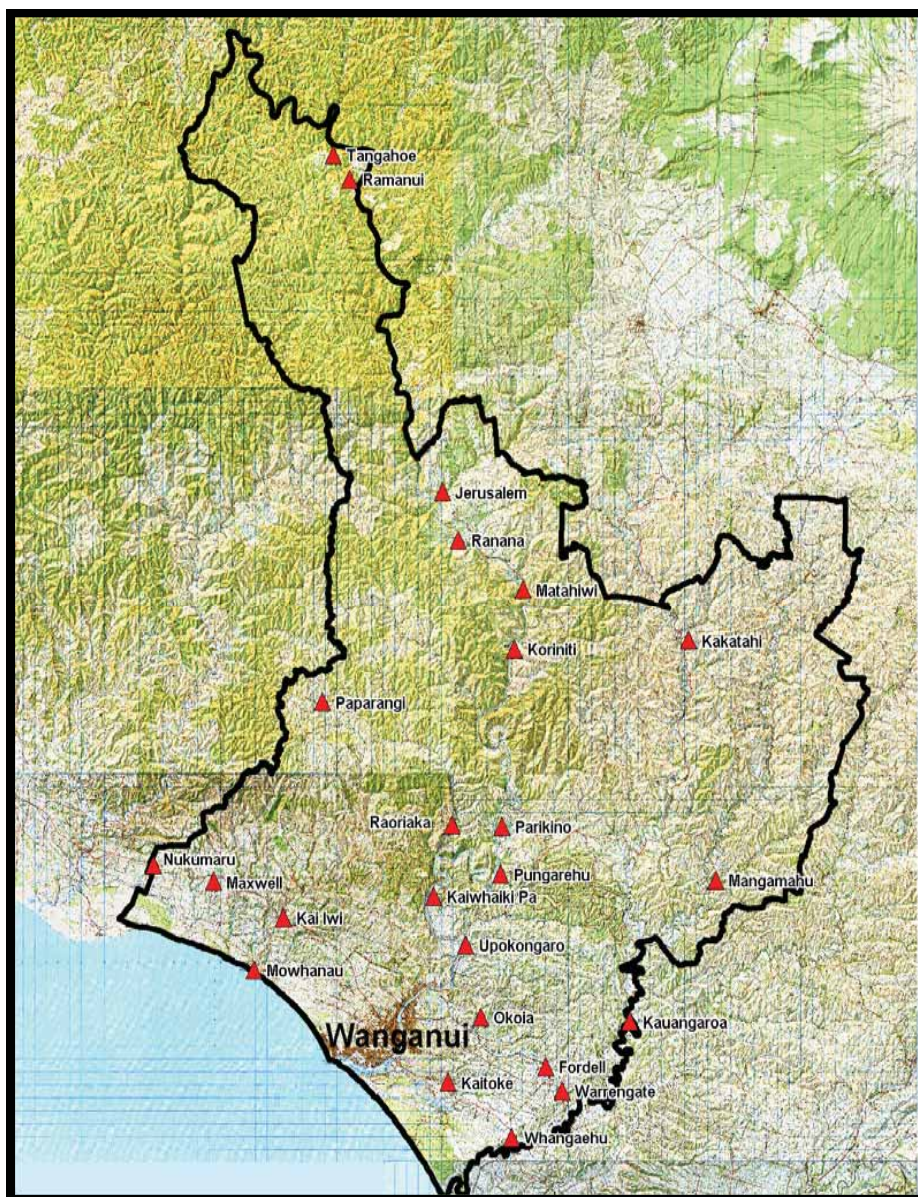 Tangahoe
Ramanui
Jerusalem
Ranana
Matahiwi
Koriniti
Kakatahi
Paparangi
Raoriaka
Parikino
Nukumaru
Maxwell
Pungarehu
Mangamahu
Kaiwhaiki Pa
Kai Iwi
Upokongaro
Mowhanau
Okoia
Kauangaroa
Wanganui
Fordell
Kaitoke
Warrengate
Whangaehu